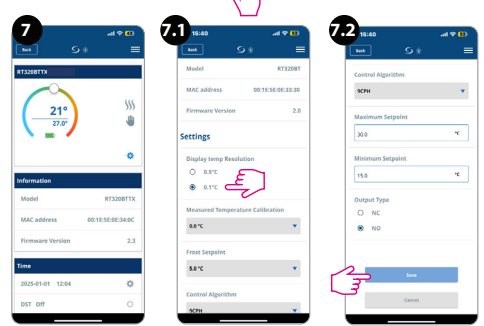 7
Back
RT320BTTX
21°
27.0°
Information
Model RT320BTTX
MAC address 00:1E:5E:0E:34:0C
Firmware Version 2.3
Time
2025-01-01 12:04
DST Off
7.1
15:40
Back
Model RT320BT
MAC address 00:1E:5E:0E:33:30
Firmware Version 2.0
Settings
Display temp Resolution
0.5°C
0.1°C
Measured Temperature Calibration
0.0 °C
Frost Setpoint
5.0 °C
Control Algorithm
9CPH
7.2
15:40
Back
Control Algorithm
9CPH
Maximum Setpoint
30.0 °C
Minimum Setpoint
15.0 °C
Output Type
NC
NO
Save
Cancel